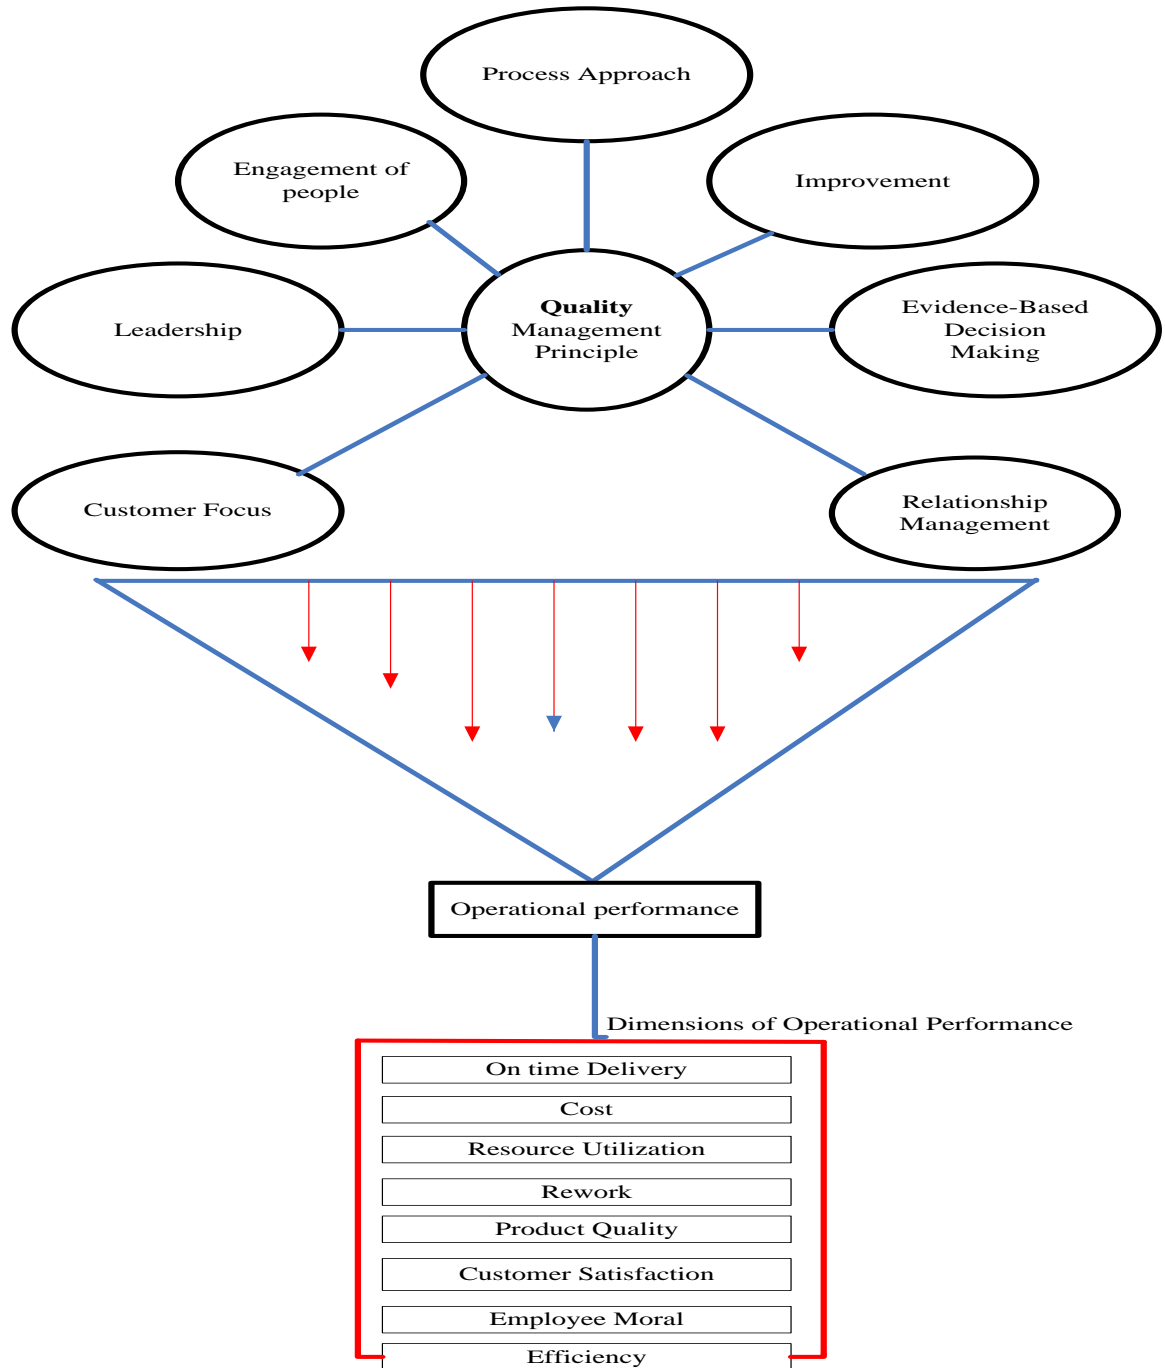 Process Approach
Engagement of
people
Improvement
Leadership
Quality
Management
Principle
Evidence-Based
Decision
Making
Customer Focus
Relationship
Management
Operational performance
Dimensions of Operational Performance
On time Delivery
Cost
Resource Utilization
Rework
Product Quality
Customer Satisfaction
Employee Moral
Efficiency